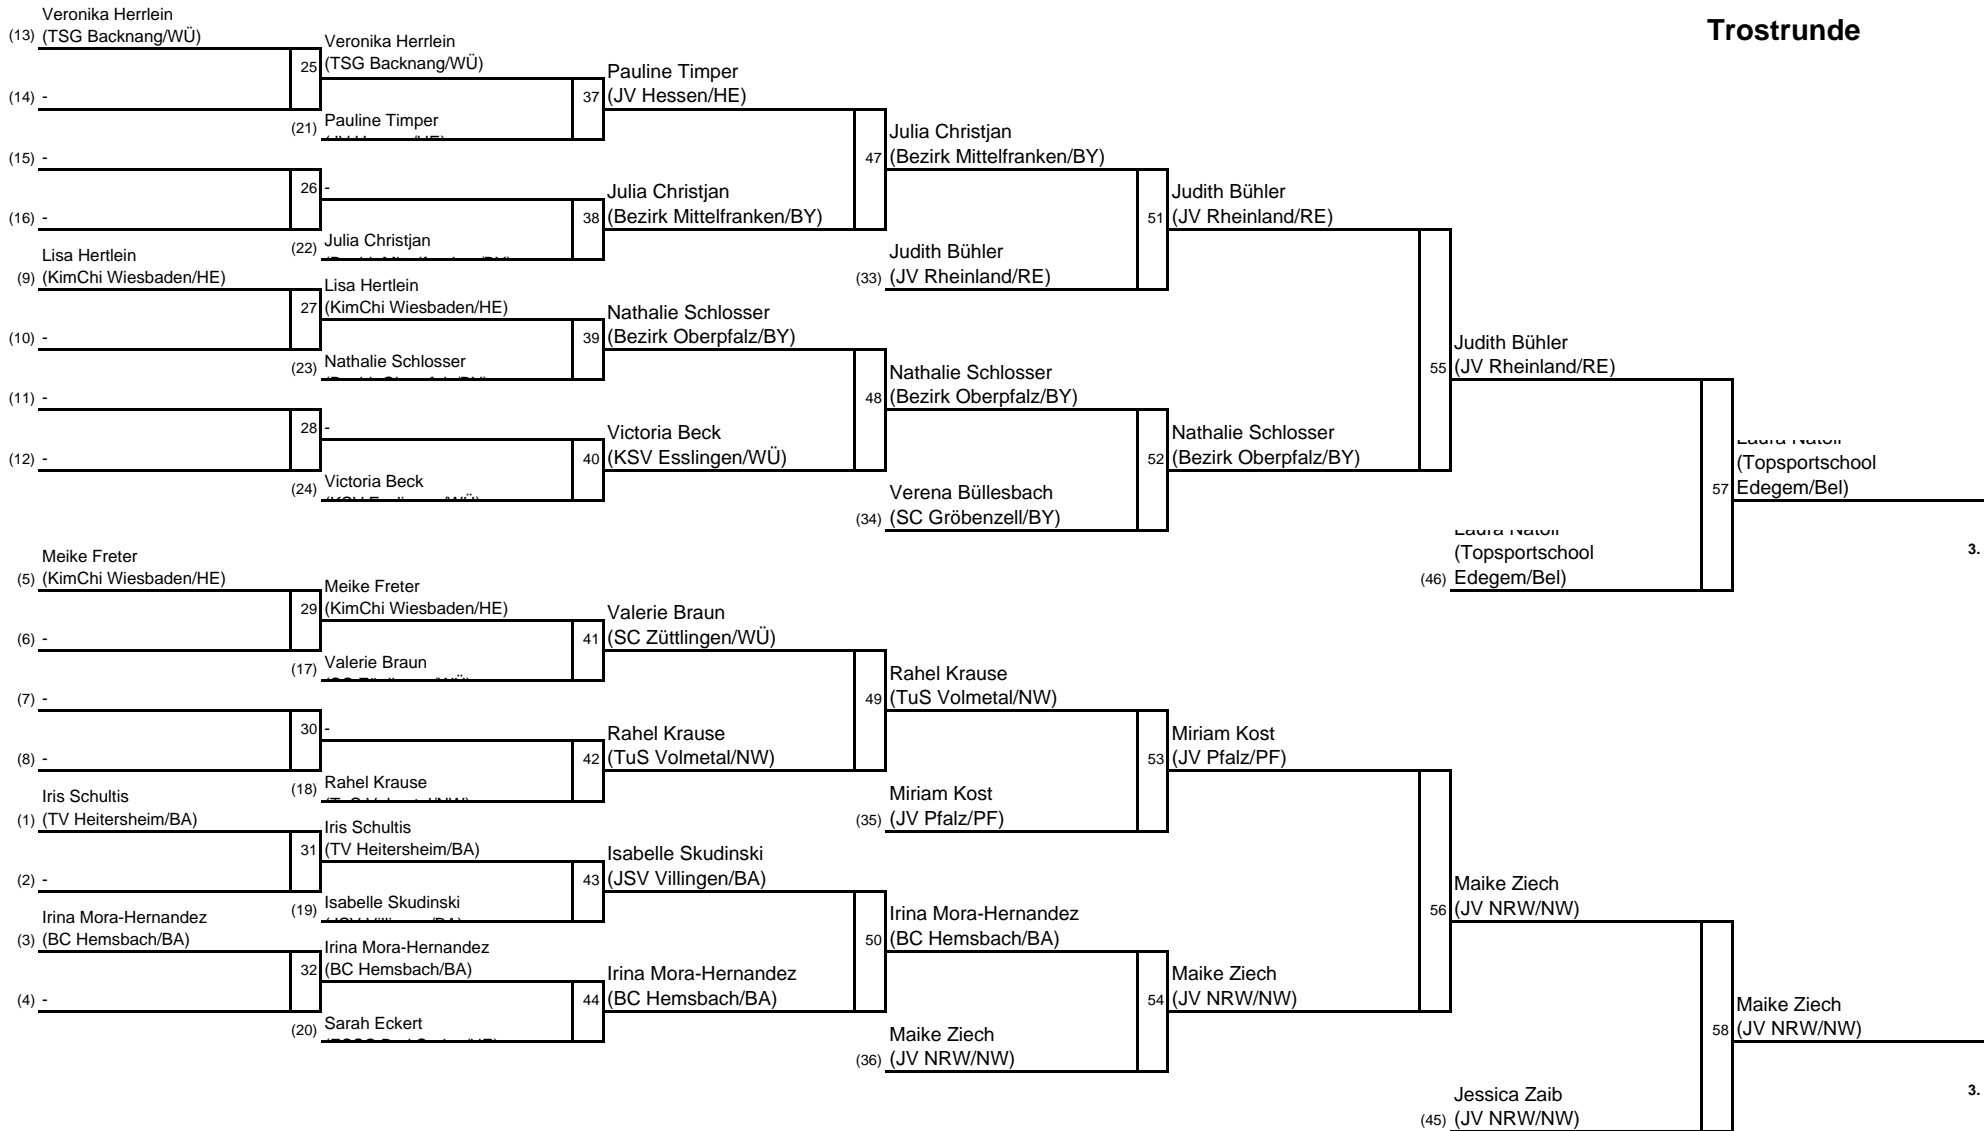 Trostrunde
Veronika Herrlein
(13) (TSG Backnang/WÜ)
(14) -
(15) -
(16) -
Lisa Hertlein
(9) (KimChi Wiesbaden/HE)
(10) -
(11) -
(12) -
Meike Freter
(5) (KimChi Wiesbaden/HE)
(6) -
(7) -
(8) -
Iris Schultis
(1) (TV Heitersheim/BA)
(2) -
Irina Mora-Hernandez
(3) (BC Hemsbach/BA)
(4) -
Veronika Herrlein
25 (TSG Backnang/WÜ)
(21) Pauline Timper
26 -
(22) Julia Christjan
Lisa Hertlein
27 (KimChi Wiesbaden/HE)
(23) Nathalie Schlosser
28 -
(24) Victoria Beck
Meike Freter
29 (KimChi Wiesbaden/HE)
(17) Valerie Braun
30 -
(18) Rahel Krause
Iris Schultis
31 (TV Heitersheim/BA)
(19) Isabelle Skudinski
Irina Mora-Hernandez
32 (BC Hemsbach/BA)
(20) Sarah Eckert
Pauline Timper
37 (JV Hessen/HE)
Julia Christjan
38 (Bezirk Mittelfranken/BY)
Nathalie Schlosser
39 (Bezirk Oberpfalz/BY)
Victoria Beck
40 (KSV Esslingen/WÜ)
Valerie Braun
41 (SC Züttlingen/WÜ)
Rahel Krause
42 (TuS Volmetal/NW)
Isabelle Skudinski
43 (JSV Villingen/BA)
Irina Mora-Hernandez
44 (BC Hemsbach/BA)
Julia Christjan
47 (Bezirk Mittelfranken/BY)
Judith Bühler
(33) (JV Rheinland/RE)
Nathalie Schlosser
48 (Bezirk Oberpfalz/BY)
Verena Büllesbach
(34) (SC Gröbenzell/BY)
Rahel Krause
49 (TuS Volmetal/NW)
Miriam Kost
(35) (JV Pfalz/PF)
Irina Mora-Hernandez
50 (BC Hemsbach/BA)
Maike Ziech
(36) (JV NRW/NW)
Judith Bühler
51 (JV Rheinland/RE)
Nathalie Schlosser
52 (Bezirk Oberpfalz/BY)
Miriam Kost
53 (JV Pfalz/PF)
Maike Ziech
54 (JV NRW/NW)
Judith Bühler
55 (JV Rheinland/RE)
(Topsportschool
(46) Edegem/Bel)
Maike Ziech
56 (JV NRW/NW)
Jessica Zaib
(45) (JV NRW/NW)
(Topsportschool
57 Edegem/Bel)
3.
Maike Ziech
58 (JV NRW/NW)
3.